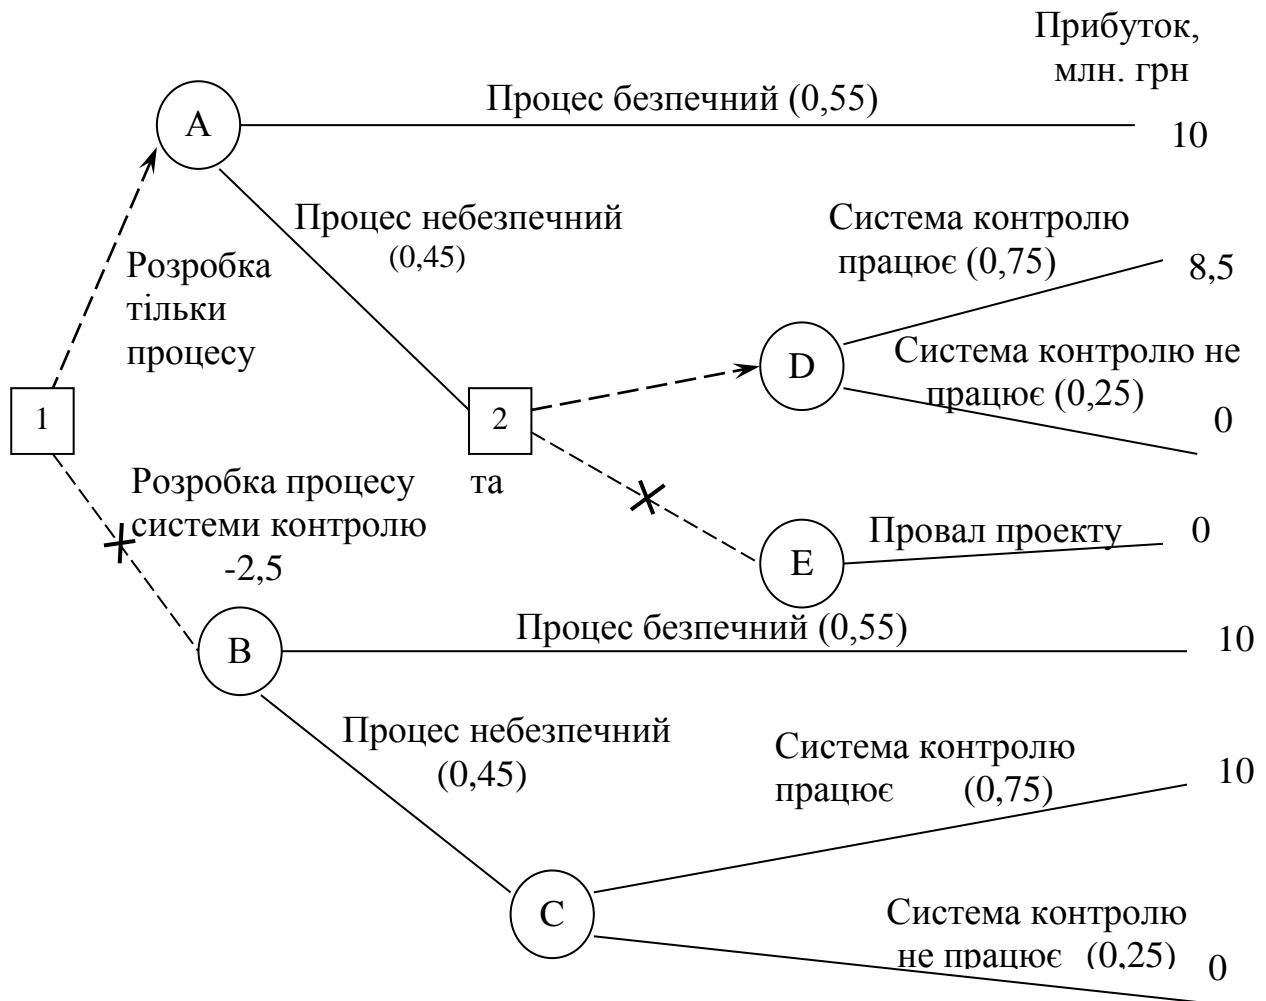 Прибуток,
млн. грн
Процес безпечний (0,55)
А
10
Процес небезпечний
(0,45)
Система контролю
працює (0,75)
8,5
Розробка
тільки
процесу
Система контролю не
працює (0,25)
D
0
1
2
Розробка процесу та
системи контролю
-2,5
Провал проекту
0
Е
Процес безпечний (0,55)
10
В
Процес небезпечний
(0,45)
Система контролю
працює (0,75)
10
С
Система контролю
не працює (0,25)
0